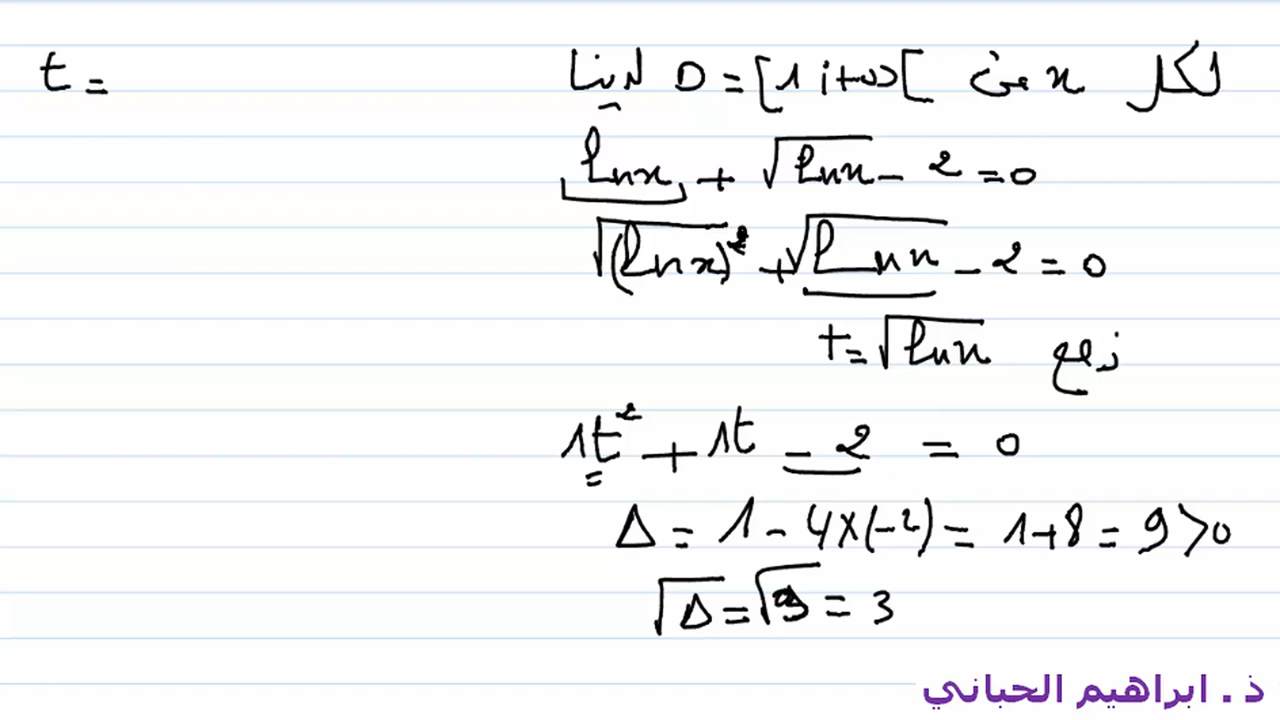 لكل x من D = [1 ; +∞[ لدينا
ln x + √(ln x) − 2 = 0
√(ln x)² + √(ln x) − 2 = 0
نضع t = √(ln x)
1t² + 1t − 2 = 0
Δ = 1 − 4×(−2) = 1+8 = 9 > 0
√Δ = √9 = 3
t =
ذ . ابراهيم الحباني